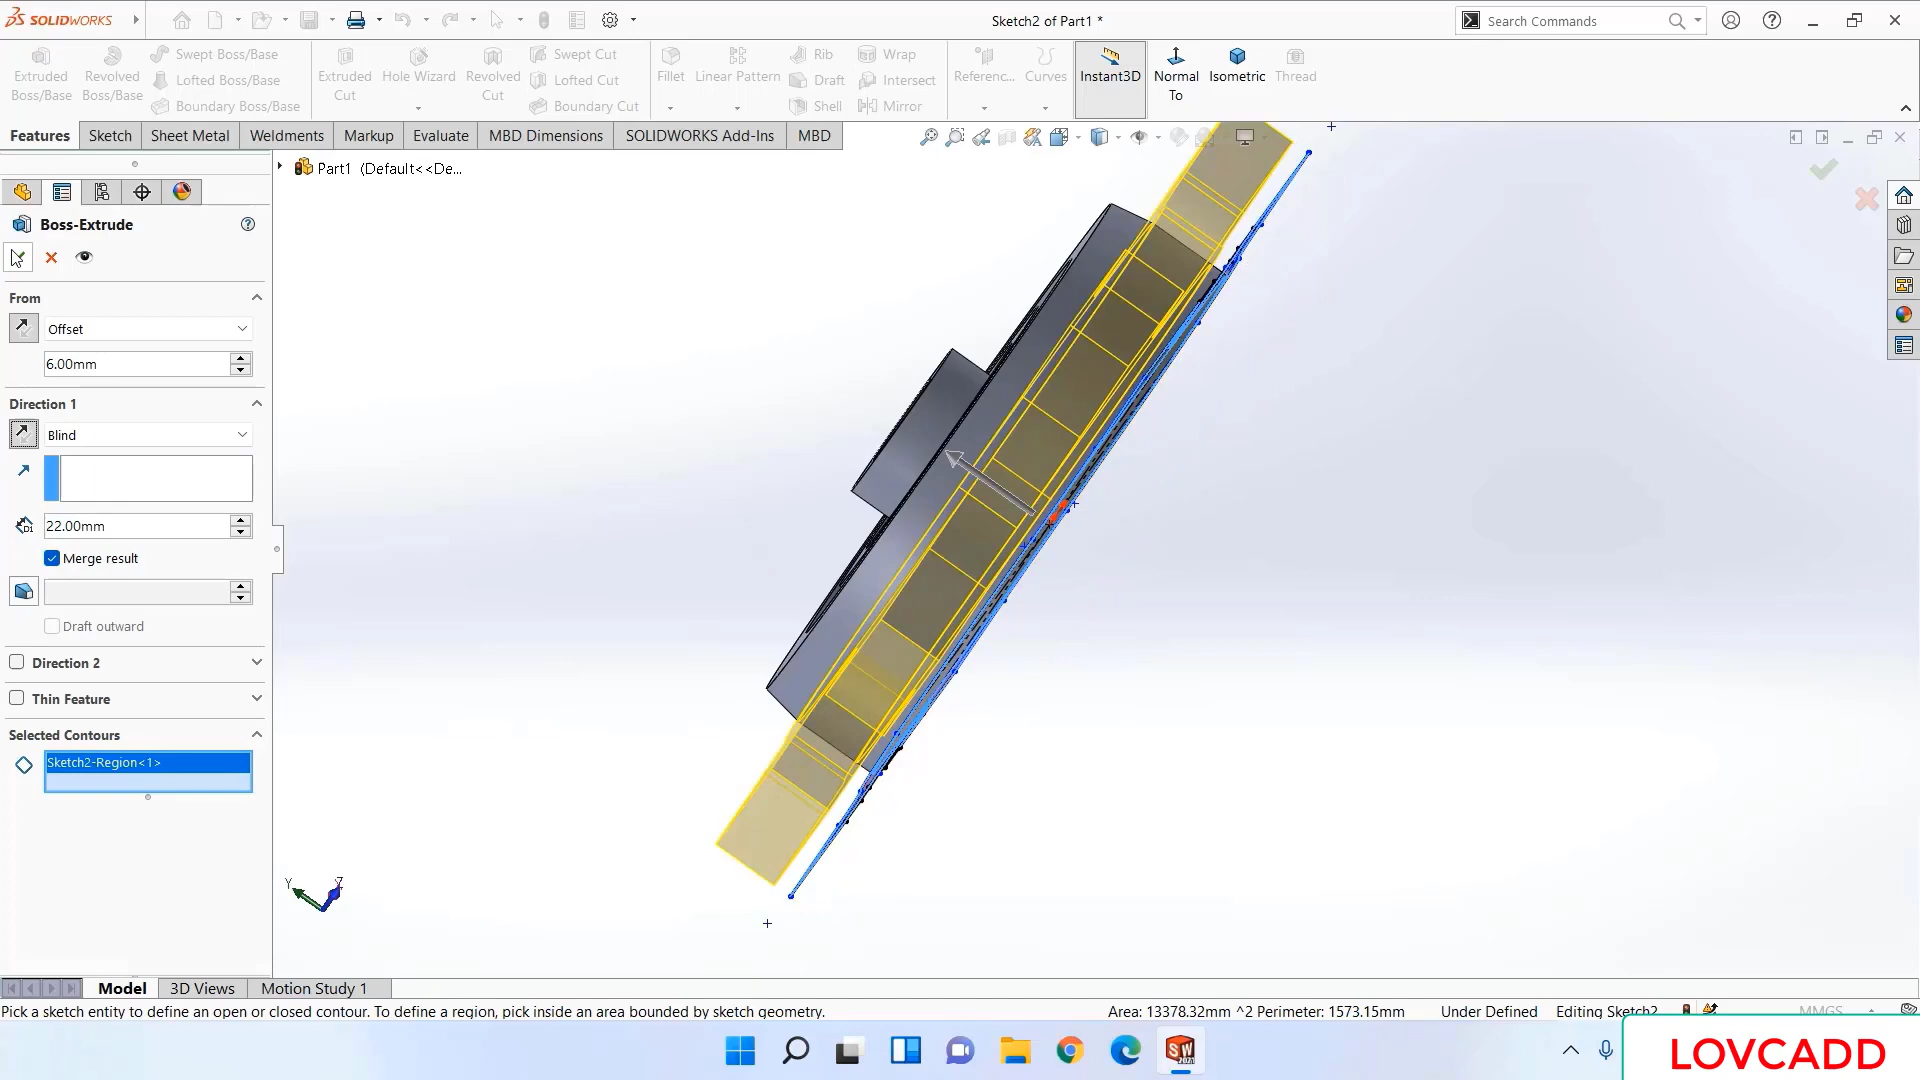 SOLIDWORKS
Sketch2 of Part1 *
Search Commands
Extruded Boss/Base
Revolved Boss/Base
Swept Boss/Base
Lofted Boss/Base
Boundary Boss/Base
Extruded Cut
Hole Wizard
Revolved Cut
Swept Cut
Lofted Cut
Boundary Cut
Fillet
Linear Pattern
Rib
Draft
Shell
Wrap
Intersect
Mirror
Referenc...
Curves
Instant3D
Normal To
Isometric
Thread
Features
Sketch
Sheet Metal
Weldments
Markup
Evaluate
MBD Dimensions
SOLIDWORKS Add-Ins
MBD
Part1 (Default<<De...
Boss-Extrude
From
Offset
6.00mm
Direction 1
Blind
22.00mm
Merge result
Draft outward
Direction 2
Thin Feature
Selected Contours
Sketch2-Region<1>
Y
Z
Model
3D Views
Motion Study 1
Pick a sketch entity to define an open or closed contour. To define a region, pick inside an area bounded by sketch geometry.
Area: 13378.32mm ^2 Perimeter: 1573.15mm
Under Defined
Editing Sketch2
MMGS
LOVCADD